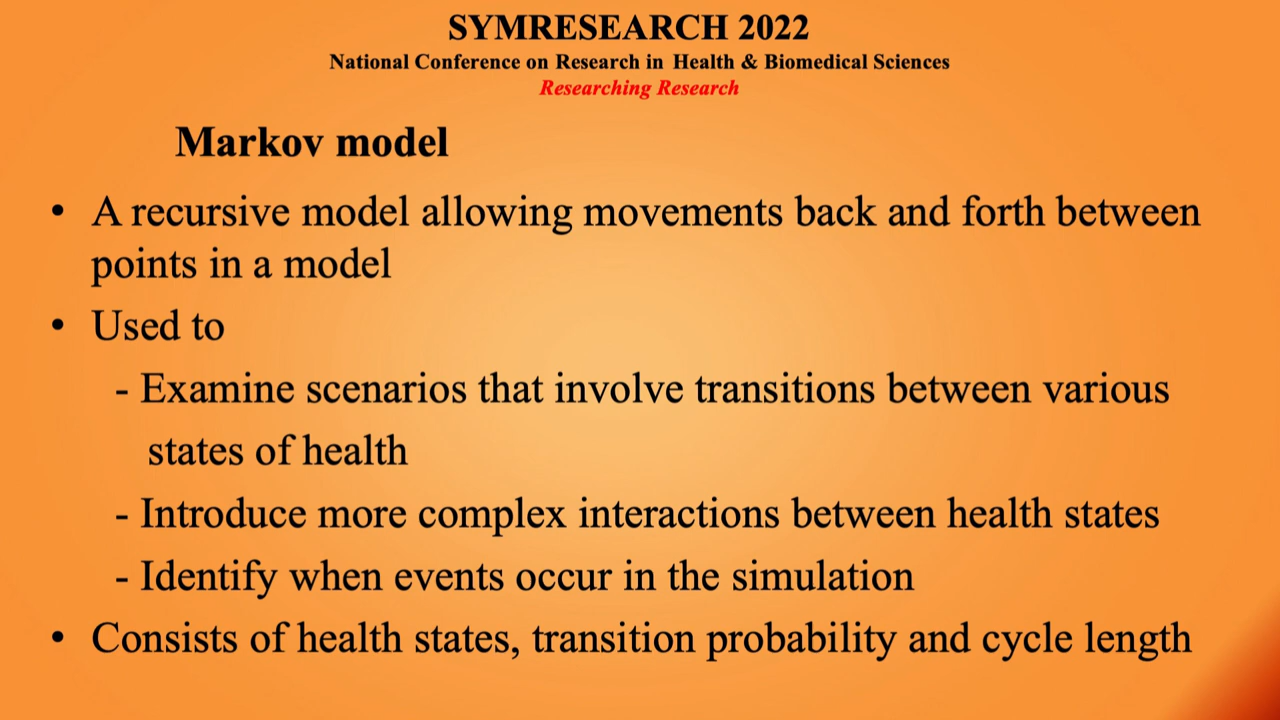 SYMRESEARCH 2022
National Conference on Research in Health & Biomedical Sciences
Researching Research
Markov model
• A recursive model allowing movements back and forth between
points in a model
• Used to
- Examine scenarios that involve transitions between various
states of health
- Introduce more complex interactions between health states
- Identify when events occur in the simulation
• Consists of health states, transition probability and cycle length